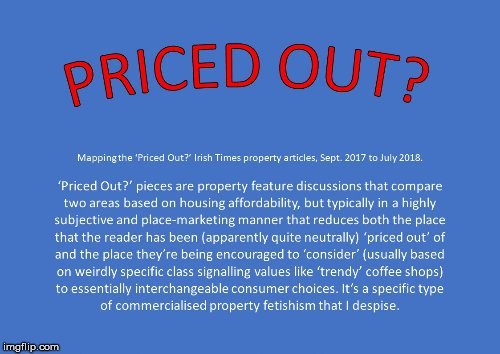 PRICED OUT?
Mapping the 'Priced Out?' Irish Times property articles, Sept. 2017 to July 2018.
'Priced Out?' pieces are property feature discussions that compare
two areas based on housing affordability, but typically in a highly
subjective and place-marketing manner that reduces both the place
that the reader has been (apparently quite neutrally) 'priced out' of
and the place they're being encouraged to 'consider' (usually based
on weirdly specific class signalling values like 'trendy' coffee shops)
to essentially interchangeable consumer choices. It's a specific type
of commercialised property fetishism that I despise.
imgflip.com